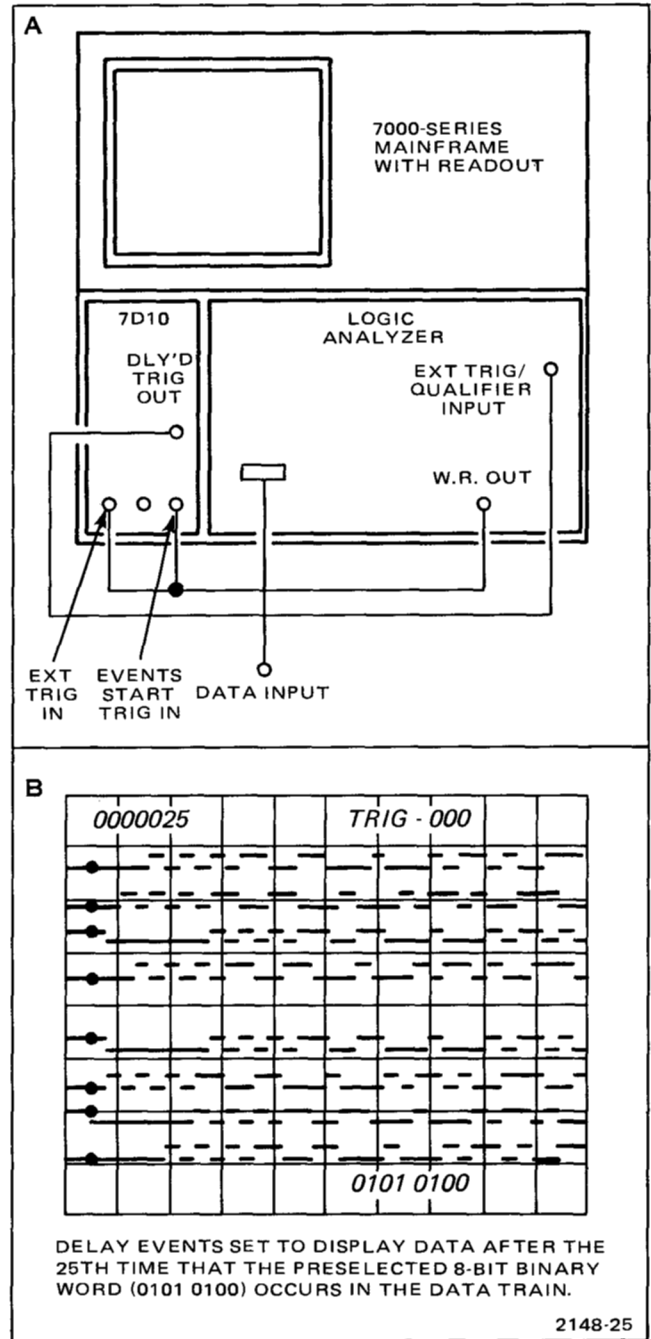 A
7000-SERIES
MAINFRAME
WITH READOUT
7D10
DLY'D
TRIG
OUT
LOGIC
ANALYZER
EXT TRIG/
QUALIFIER
INPUT
W.R. OUT
EXT
TRIG
IN
EVENTS
START
TRIG IN
DATA INPUT
B
0000025
TRIG - 000
0101 0100
DELAY EVENTS SET TO DISPLAY DATA AFTER THE
25TH TIME THAT THE PRESELECTED 8-BIT BINARY
WORD (0101 0100) OCCURS IN THE DATA TRAIN.
2148-25